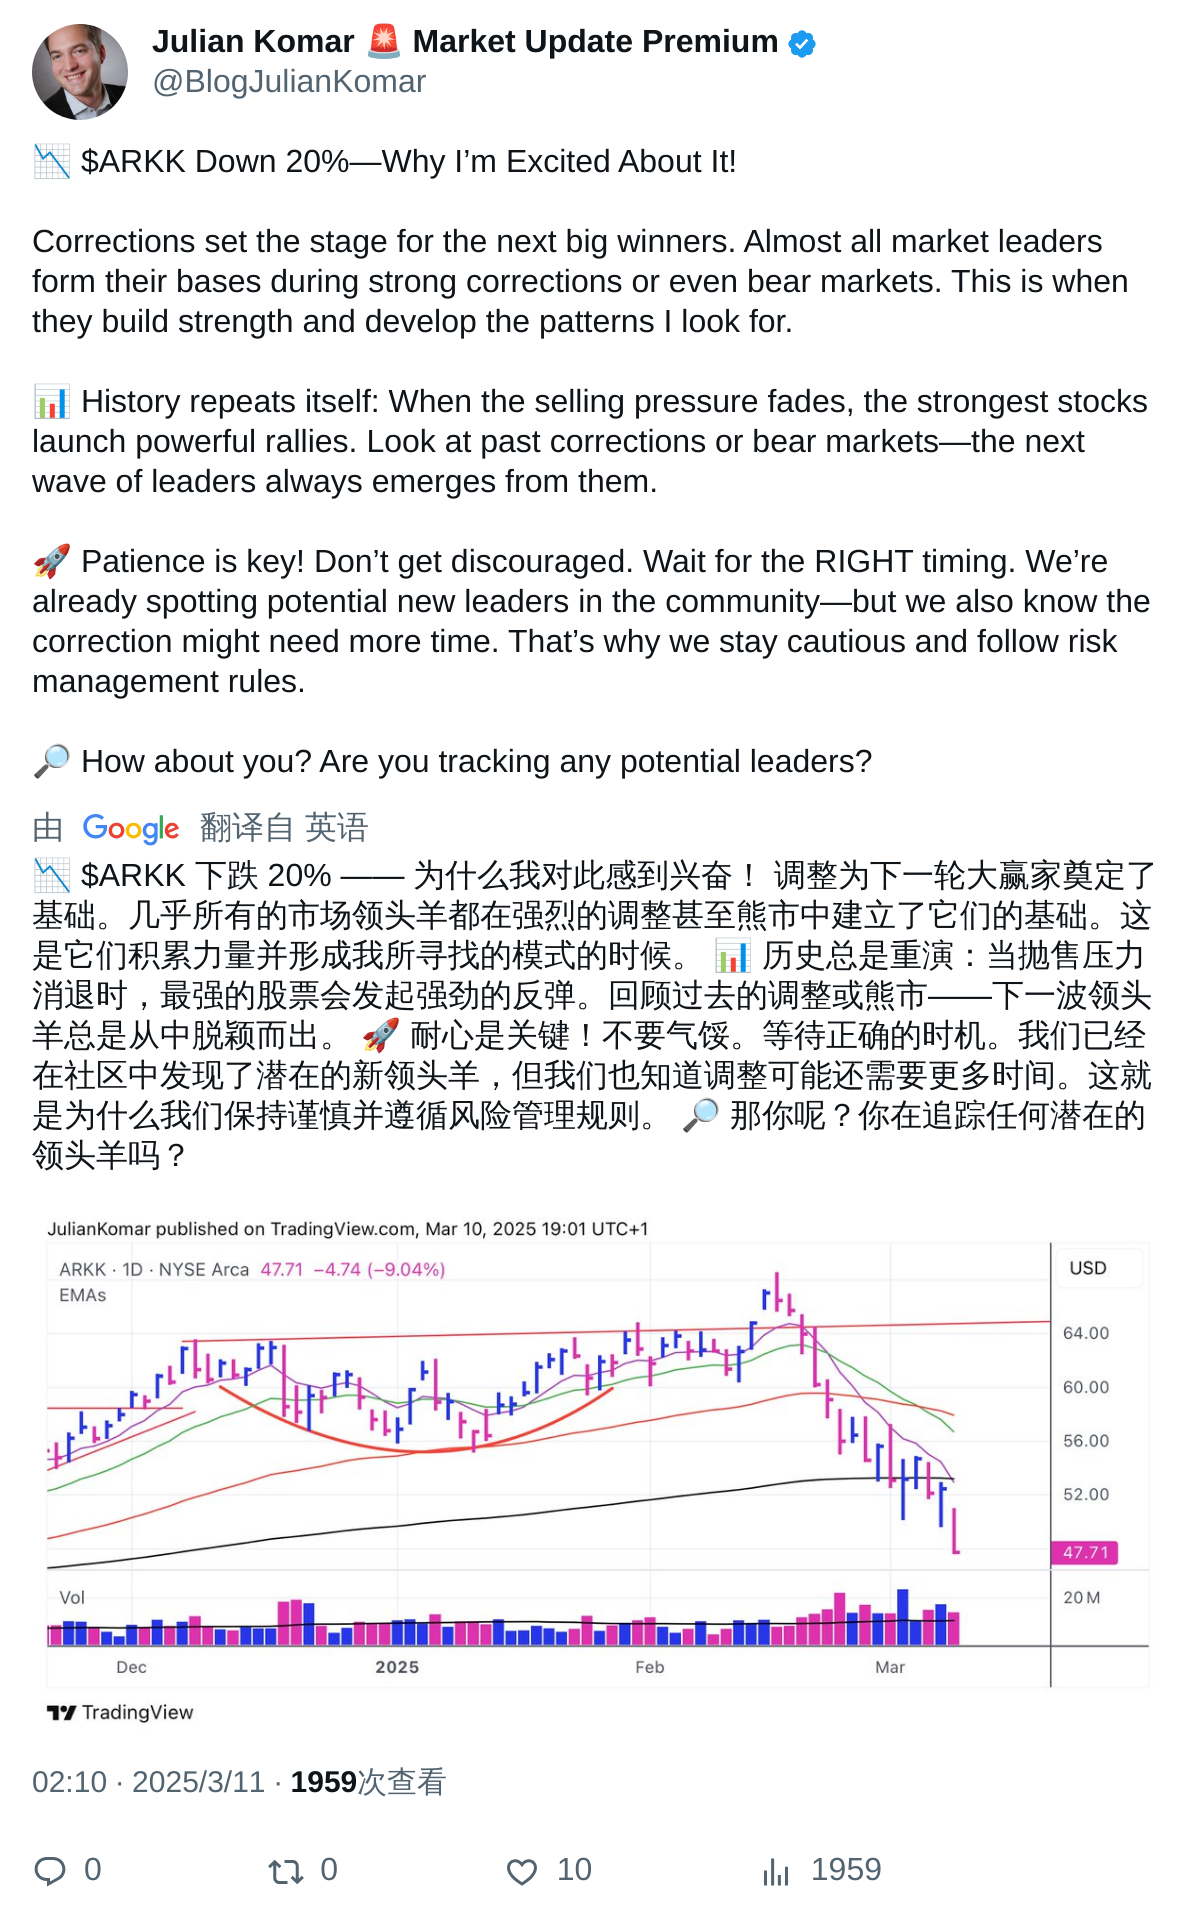 Julian Komar 🚨 Market Update Premium
@BlogJulianKomar
📉 $ARKK Down 20%—Why I’m Excited About It!
Corrections set the stage for the next big winners. Almost all market leaders
form their bases during strong corrections or even bear markets. This is when
they build strength and develop the patterns I look for.
📊 History repeats itself: When the selling pressure fades, the strongest stocks
launch powerful rallies. Look at past corrections or bear markets—the next
wave of leaders always emerges from them.
🚀 Patience is key! Don’t get discouraged. Wait for the RIGHT timing. We’re
already spotting potential new leaders in the community—but we also know the
correction might need more time. That’s why we stay cautious and follow risk
management rules.
🔎 How about you? Are you tracking any potential leaders?
由 Google 翻译自 英语
📉 $ARKK 下跌 20% —— 为什么我对此感到兴奋！ 调整为下一轮大赢家奠定了
基础。几乎所有的市场领头羊都在强烈的调整甚至熊市中建立了它们的基础。这
是它们积累力量并形成我所寻找的模式的时候。 📊 历史总是重演：当抛售压力
消退时，最强的股票会发起强劲的反弹。回顾过去的调整或熊市——下一波领头
羊总是从中脱颖而出。 🚀 耐心是关键！不要气馁。等待正确的时机。我们已经
在社区中发现了潜在的新领头羊，但我们也知道调整可能还需要更多时间。这就
是为什么我们保持谨慎并遵循风险管理规则。 🔎 那你呢？你在追踪任何潜在的
领头羊吗？
JulianKomar published on TradingView.com, Mar 10, 2025 19:01 UTC+1
ARKK · 1D · NYSE Arca 47.71 −4.74 (−9.04%)
EMAs
USD
64.00
60.00
56.00
52.00
47.71
Vol
20 M
Dec 2025 Feb Mar
TradingView
02:10 · 2025/3/11 · 1959次查看
0 0 10 1959